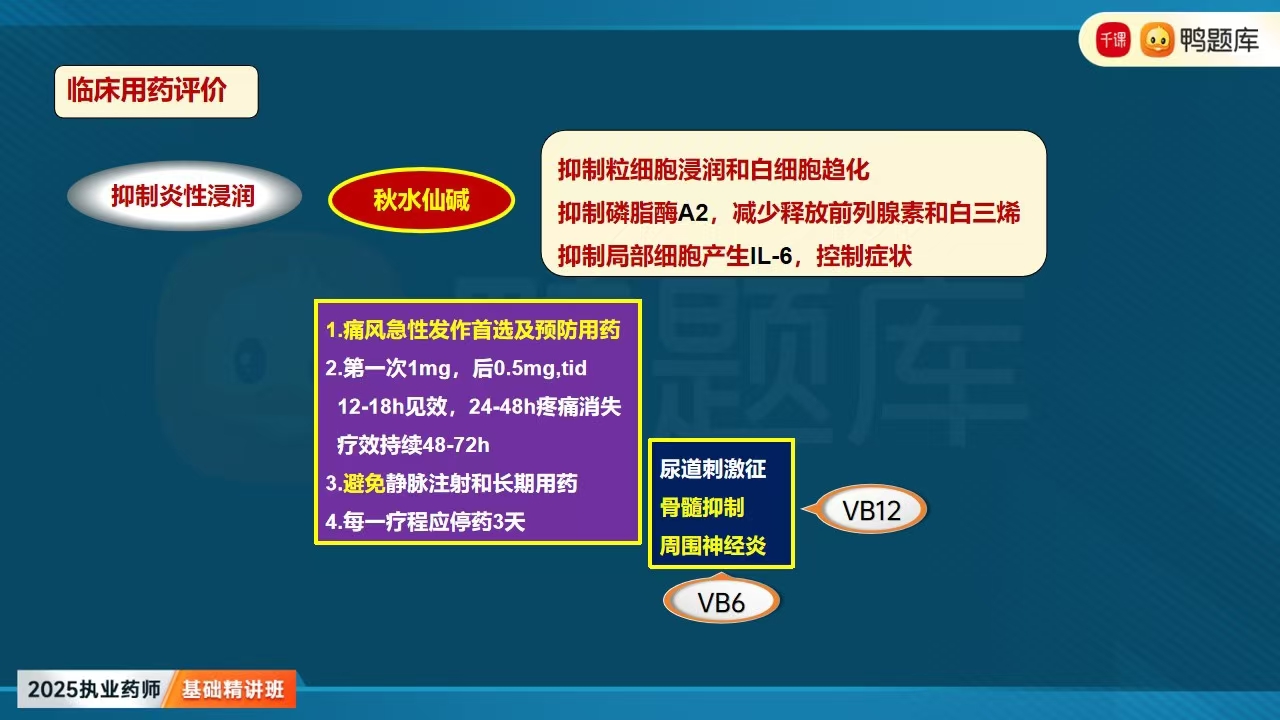 千课 鸭题库
临床用药评价
抑制炎性浸润
秋水仙碱
抑制粒细胞浸润和白细胞趋化
抑制磷脂酶A2，减少释放前列腺素和白三烯
抑制局部细胞产生IL-6，控制症状
1.痛风急性发作首选及预防用药
2.第一次1mg，后0.5mg,tid
12-18h见效，24-48h疼痛消失
疗效持续48-72h
3.避免静脉注射和长期用药
4.每一疗程应停药3天
尿道刺激征
骨髓抑制
周围神经炎
VB12
VB6
鸭题库
2025执业药师 基础精讲班